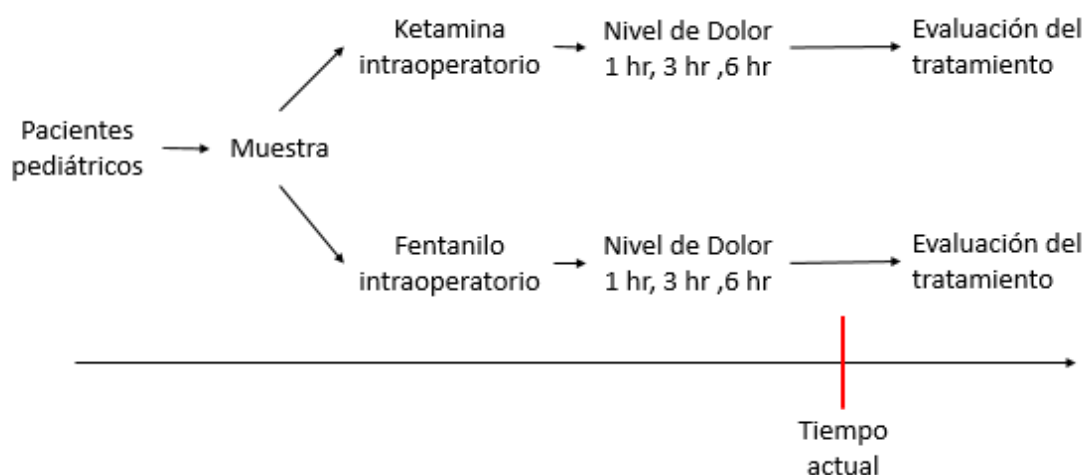 Pacientes
pediátricos
Muestra
Ketamina
intraoperatorio
Nivel de Dolor
1 hr, 3 hr ,6 hr
Evaluación del
tratamiento
Fentanilo
intraoperatorio
Nivel de Dolor
1 hr, 3 hr ,6 hr
Evaluación del
tratamiento
Tiempo
actual